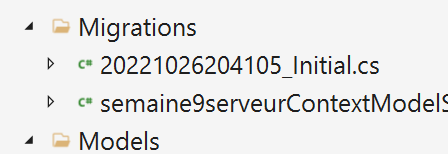 Migrations
C# 20221026204105_Initial.cs
C# semaine9serveurContextModelS
Models